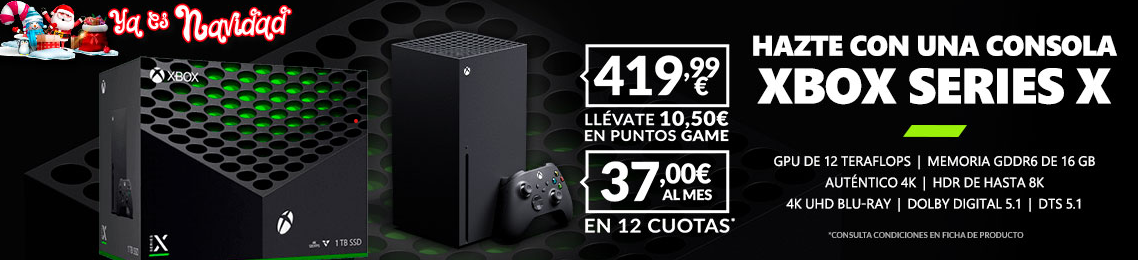 Ya es Navidad
XBOX
SERIES X
1 TB SSD
X
1TB SSD
419,99€
LLÉVATE 10,50€
EN PUNTOS GAME
37,00€
AL MES
EN 12 CUOTAS*
HAZTE CON UNA CONSOLA
XBOX SERIES X
GPU DE 12 TERAFLOPS | MEMORIA GDDR6 DE 16 GB
AUTÉNTICO 4K | HDR DE HASTA 8K
4K UHD BLU-RAY | DOLBY DIGITAL 5.1 | DTS 5.1
*CONSULTA CONDICIONES EN FICHA DE PRODUCTO